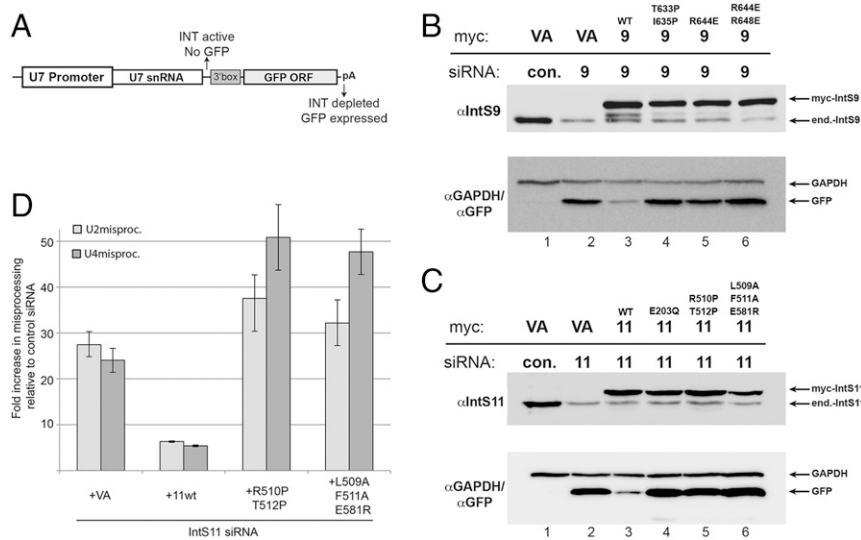 A
INT active
No GFP
U7 Promoter
U7 snRNA
3'box
GFP ORF
pA
INT depleted
GFP expressed
B
T633P R644E
I635P R644E R648E
WT
myc: VA VA 9 9 9 9
siRNA: con. 9 9 9 9 9
αIntS9
myc-IntS9
end.-IntS9
αGAPDH/
αGFP
GAPDH
GFP
1 2 3 4 5 6
D
U2misproc.
U4misproc.
Fold increase in misprocessing
relative to control siRNA
50
40
30
20
10
+VA
+11wt
+R510P
T512P
+L509A
F511A
E581R
IntS11 siRNA
C
L509A
R510P F511A
WT E203Q T512P E581R
myc: VA VA 11 11 11 11
siRNA: con. 11 11 11 11 11
αIntS11
myc-IntS1
end.-IntS1
αGAPDH/
αGFP
GAPDH
GFP
1 2 3 4 5 6